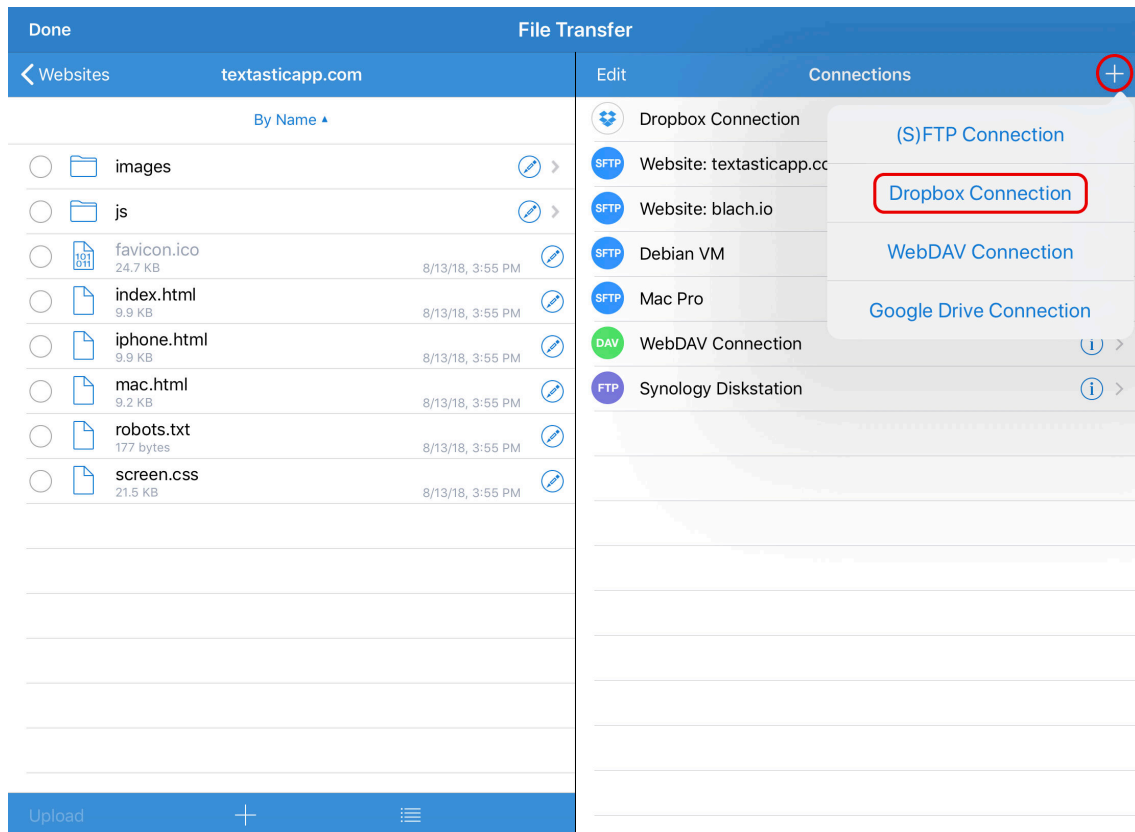 Done
File Transfer
Websites
textasticapp.com
By Name ▲
images
js
101
011
favicon.ico
24.7 KB
8/13/18, 3:55 PM
index.html
9.9 KB
8/13/18, 3:55 PM
iphone.html
9.9 KB
8/13/18, 3:55 PM
mac.html
9.2 KB
8/13/18, 3:55 PM
robots.txt
177 bytes
8/13/18, 3:55 PM
screen.css
21.5 KB
8/13/18, 3:55 PM
Upload
Edit
Connections
Dropbox Connection
SFTP
Website: textasticapp.co
SFTP
Website: blach.io
SFTP
Debian VM
SFTP
Mac Pro
DAV
WebDAV Connection
i
FTP
Synology Diskstation
i
(S)FTP Connection
Dropbox Connection
WebDAV Connection
Google Drive Connection